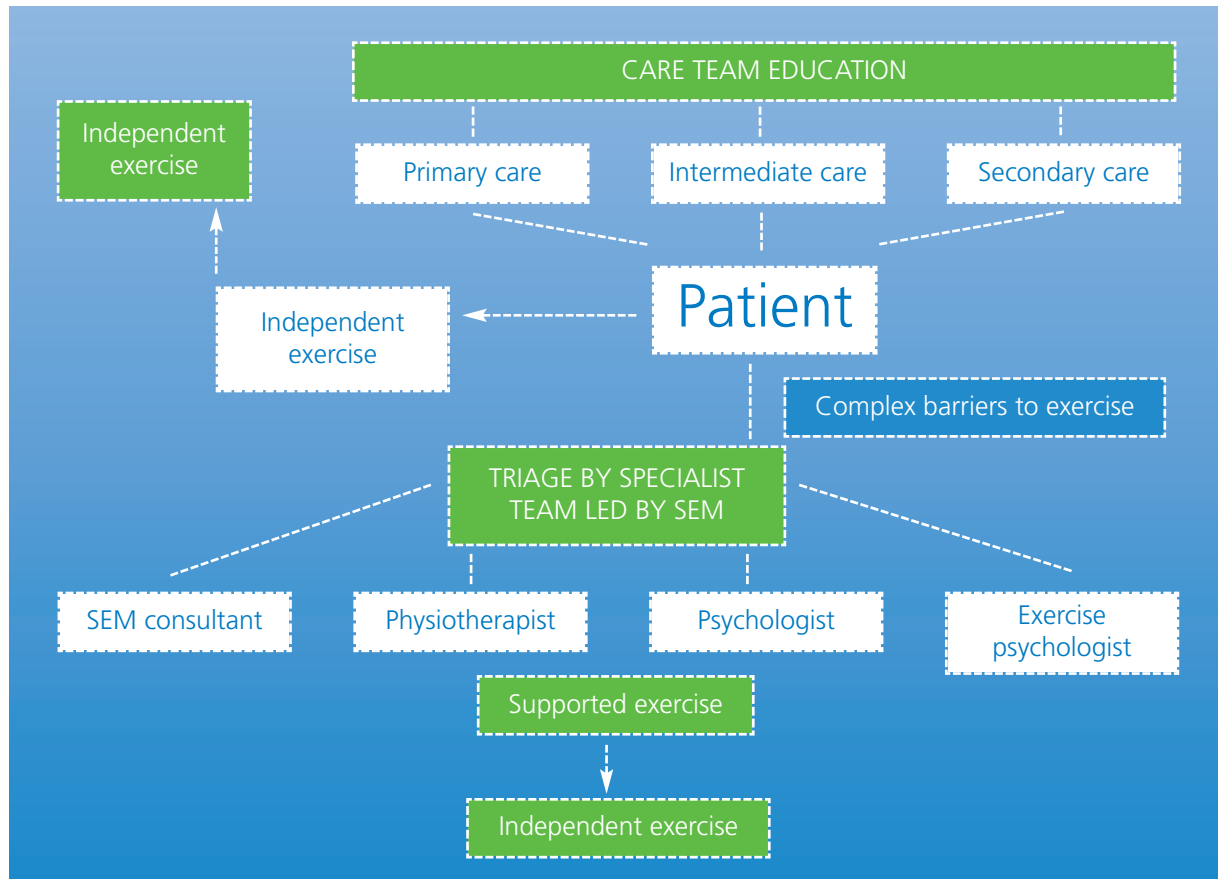 CARE TEAM EDUCATION
Independent
exercise
Primary care
Intermediate care
Secondary care
Patient
Independent
exercise
Complex barriers to exercise
TRIAGE BY SPECIALIST
TEAM LED BY SEM
SEM consultant
Physiotherapist
Psychologist
Exercise
psychologist
Supported exercise
Independent exercise